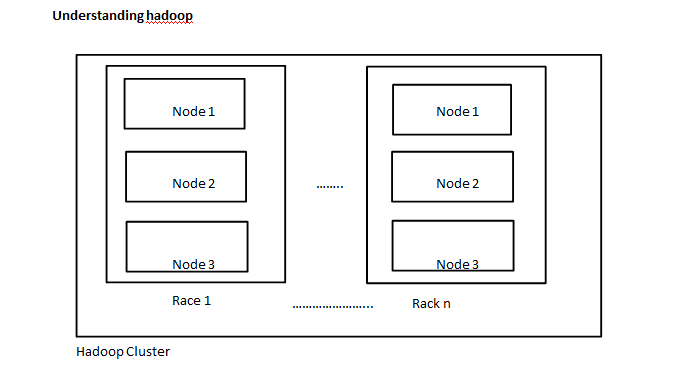 Understanding hadoop
Node 1
Node 2
Node 3
Race 1
........
........................
Node 1
Node 2
Node 3
Rack n
Hadoop Cluster